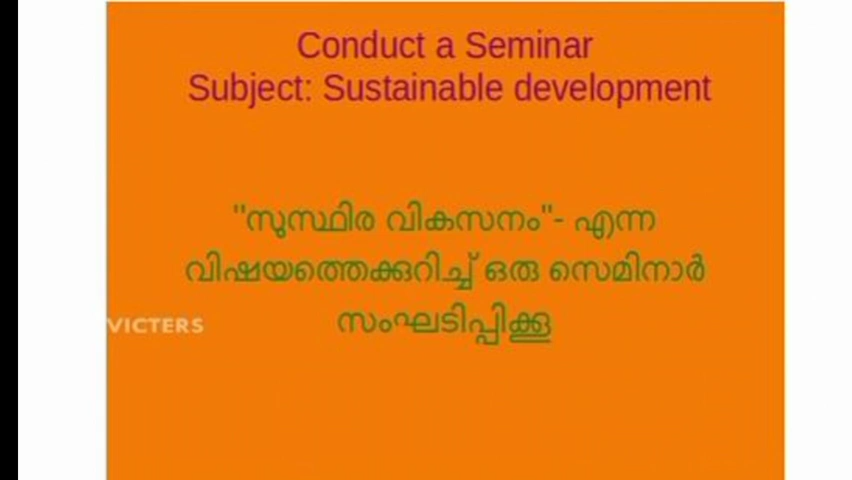 Conduct a Seminar
Subject: Sustainable development
"സുസ്ഥിര വികസനം"- എന്ന
വിഷയത്തെക്കുറിച്ച് ഒരു സെമിനാർ
സംഘടിപ്പിക്കൂ
VICTERS